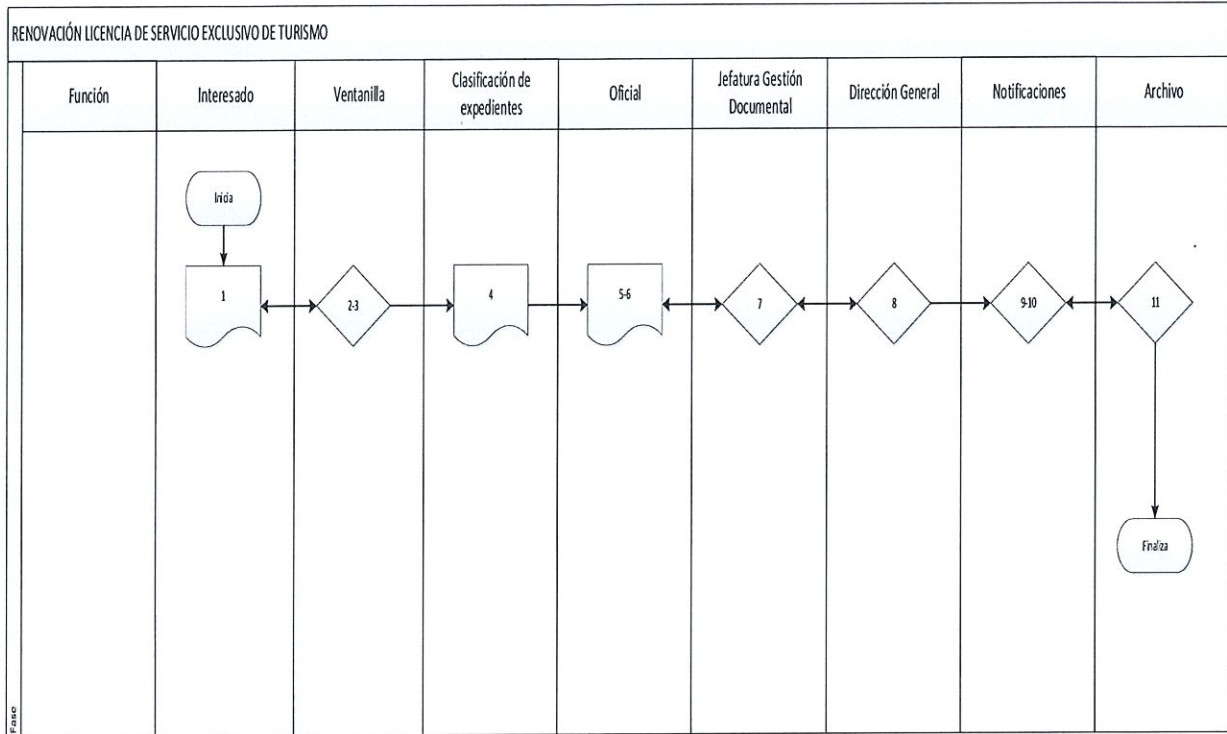 RENOVACIÓN LICENCIA DE SERVICIO EXCLUSIVO DE TURISMO
Función
Interesado
Ventanilla
Clasificación de
expedientes
Oficial
Jefatura Gestión
Documental
Dirección General
Notificaciones
Archivo
Inicia
1
2-3
4
5-6
7
8
9-10
11
Finaliza
Fase